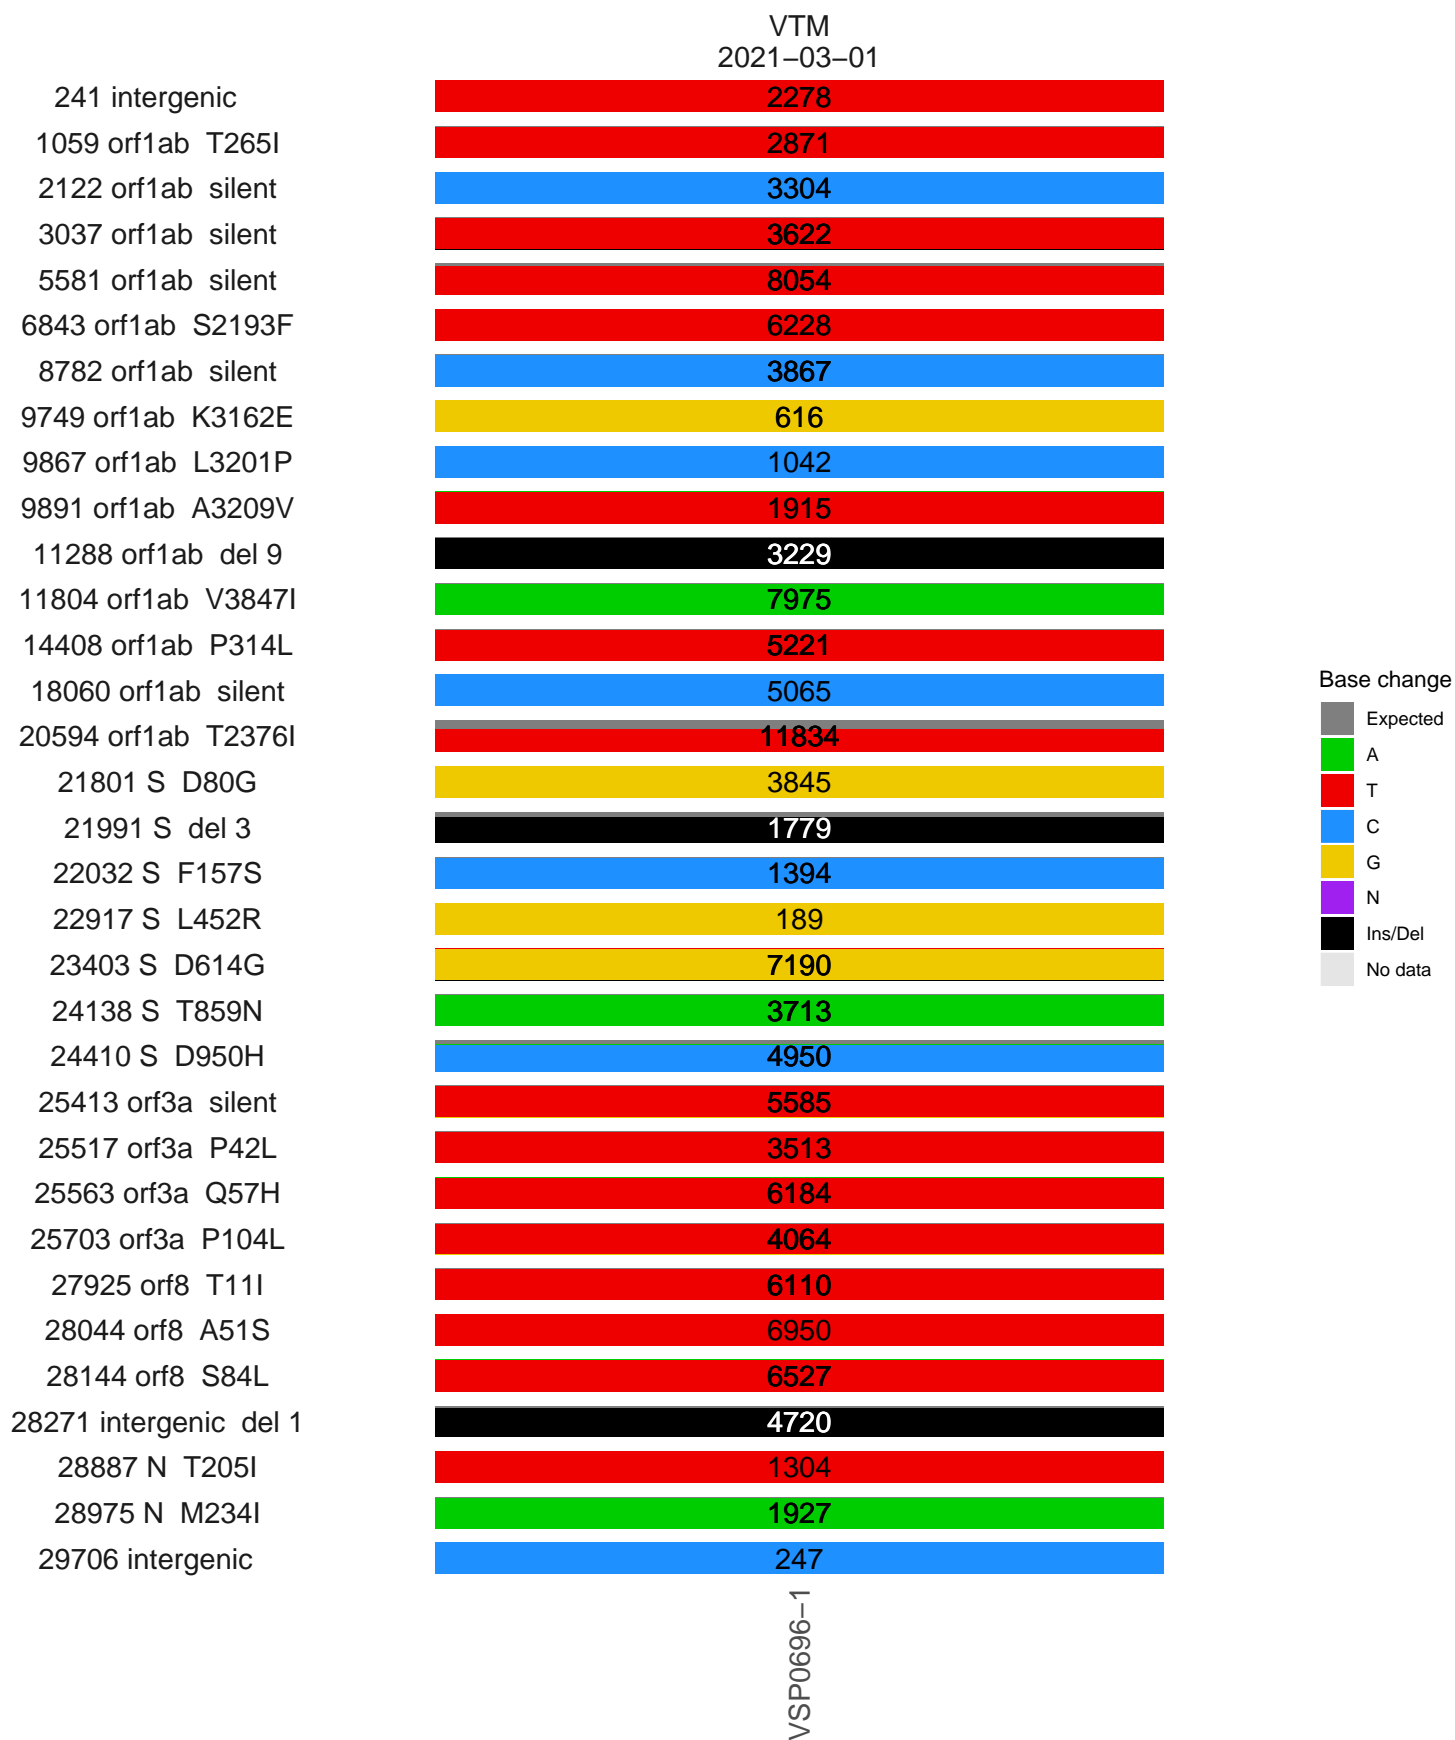 VTM
2021−03−01
241 intergenic 2278
1059 orf1ab T265I 2871
2122 orf1ab silent 3304
3037 orf1ab silent 3622
5581 orf1ab silent 8054
6843 orf1ab S2193F 6228
8782 orf1ab silent 3867
9749 orf1ab K3162E 616
9867 orf1ab L3201P 1042
9891 orf1ab A3209V 1915
11288 orf1ab del 9 3229
11804 orf1ab V3847I 7975
14408 orf1ab P314L 5221
18060 orf1ab silent 5065
20594 orf1ab T2376I 11834
21801 S D80G 3845
21991 S del 3 1779
22032 S F157S 1394
22917 S L452R 189
23403 S D614G 7190
24138 S T859N 3713
24410 S D950H 4950
25413 orf3a silent 5585
25517 orf3a P42L 3513
25563 orf3a Q57H 6184
25703 orf3a P104L 4064
27925 orf8 T11I 6110
28044 orf8 A51S 6950
28144 orf8 S84L 6527
28271 intergenic del 1 4720
28887 N T205I 1304
28975 N M234I 1927
29706 intergenic 247
VSP0696−1
Base change
Expected
A
T
C
G
N
Ins/Del
No data